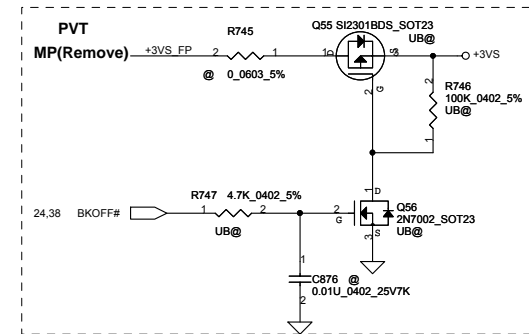 PVT
MP(Remove)
+3VS_FP
2
R745
1
@
0_0603_5%
Q55 SI2301BDS_SOT23
UB@
1
D
S
3
G
2
+3VS
2
R746
100K_0402_5%
UB@
1
24,38
BKOFF#
1
R747
4.7K_0402_5%
2
UB@
2
G
1
D
Q56
2N7002_SOT23
UB@
S
3
1
C876
@
0.01U_0402_25V7K
2